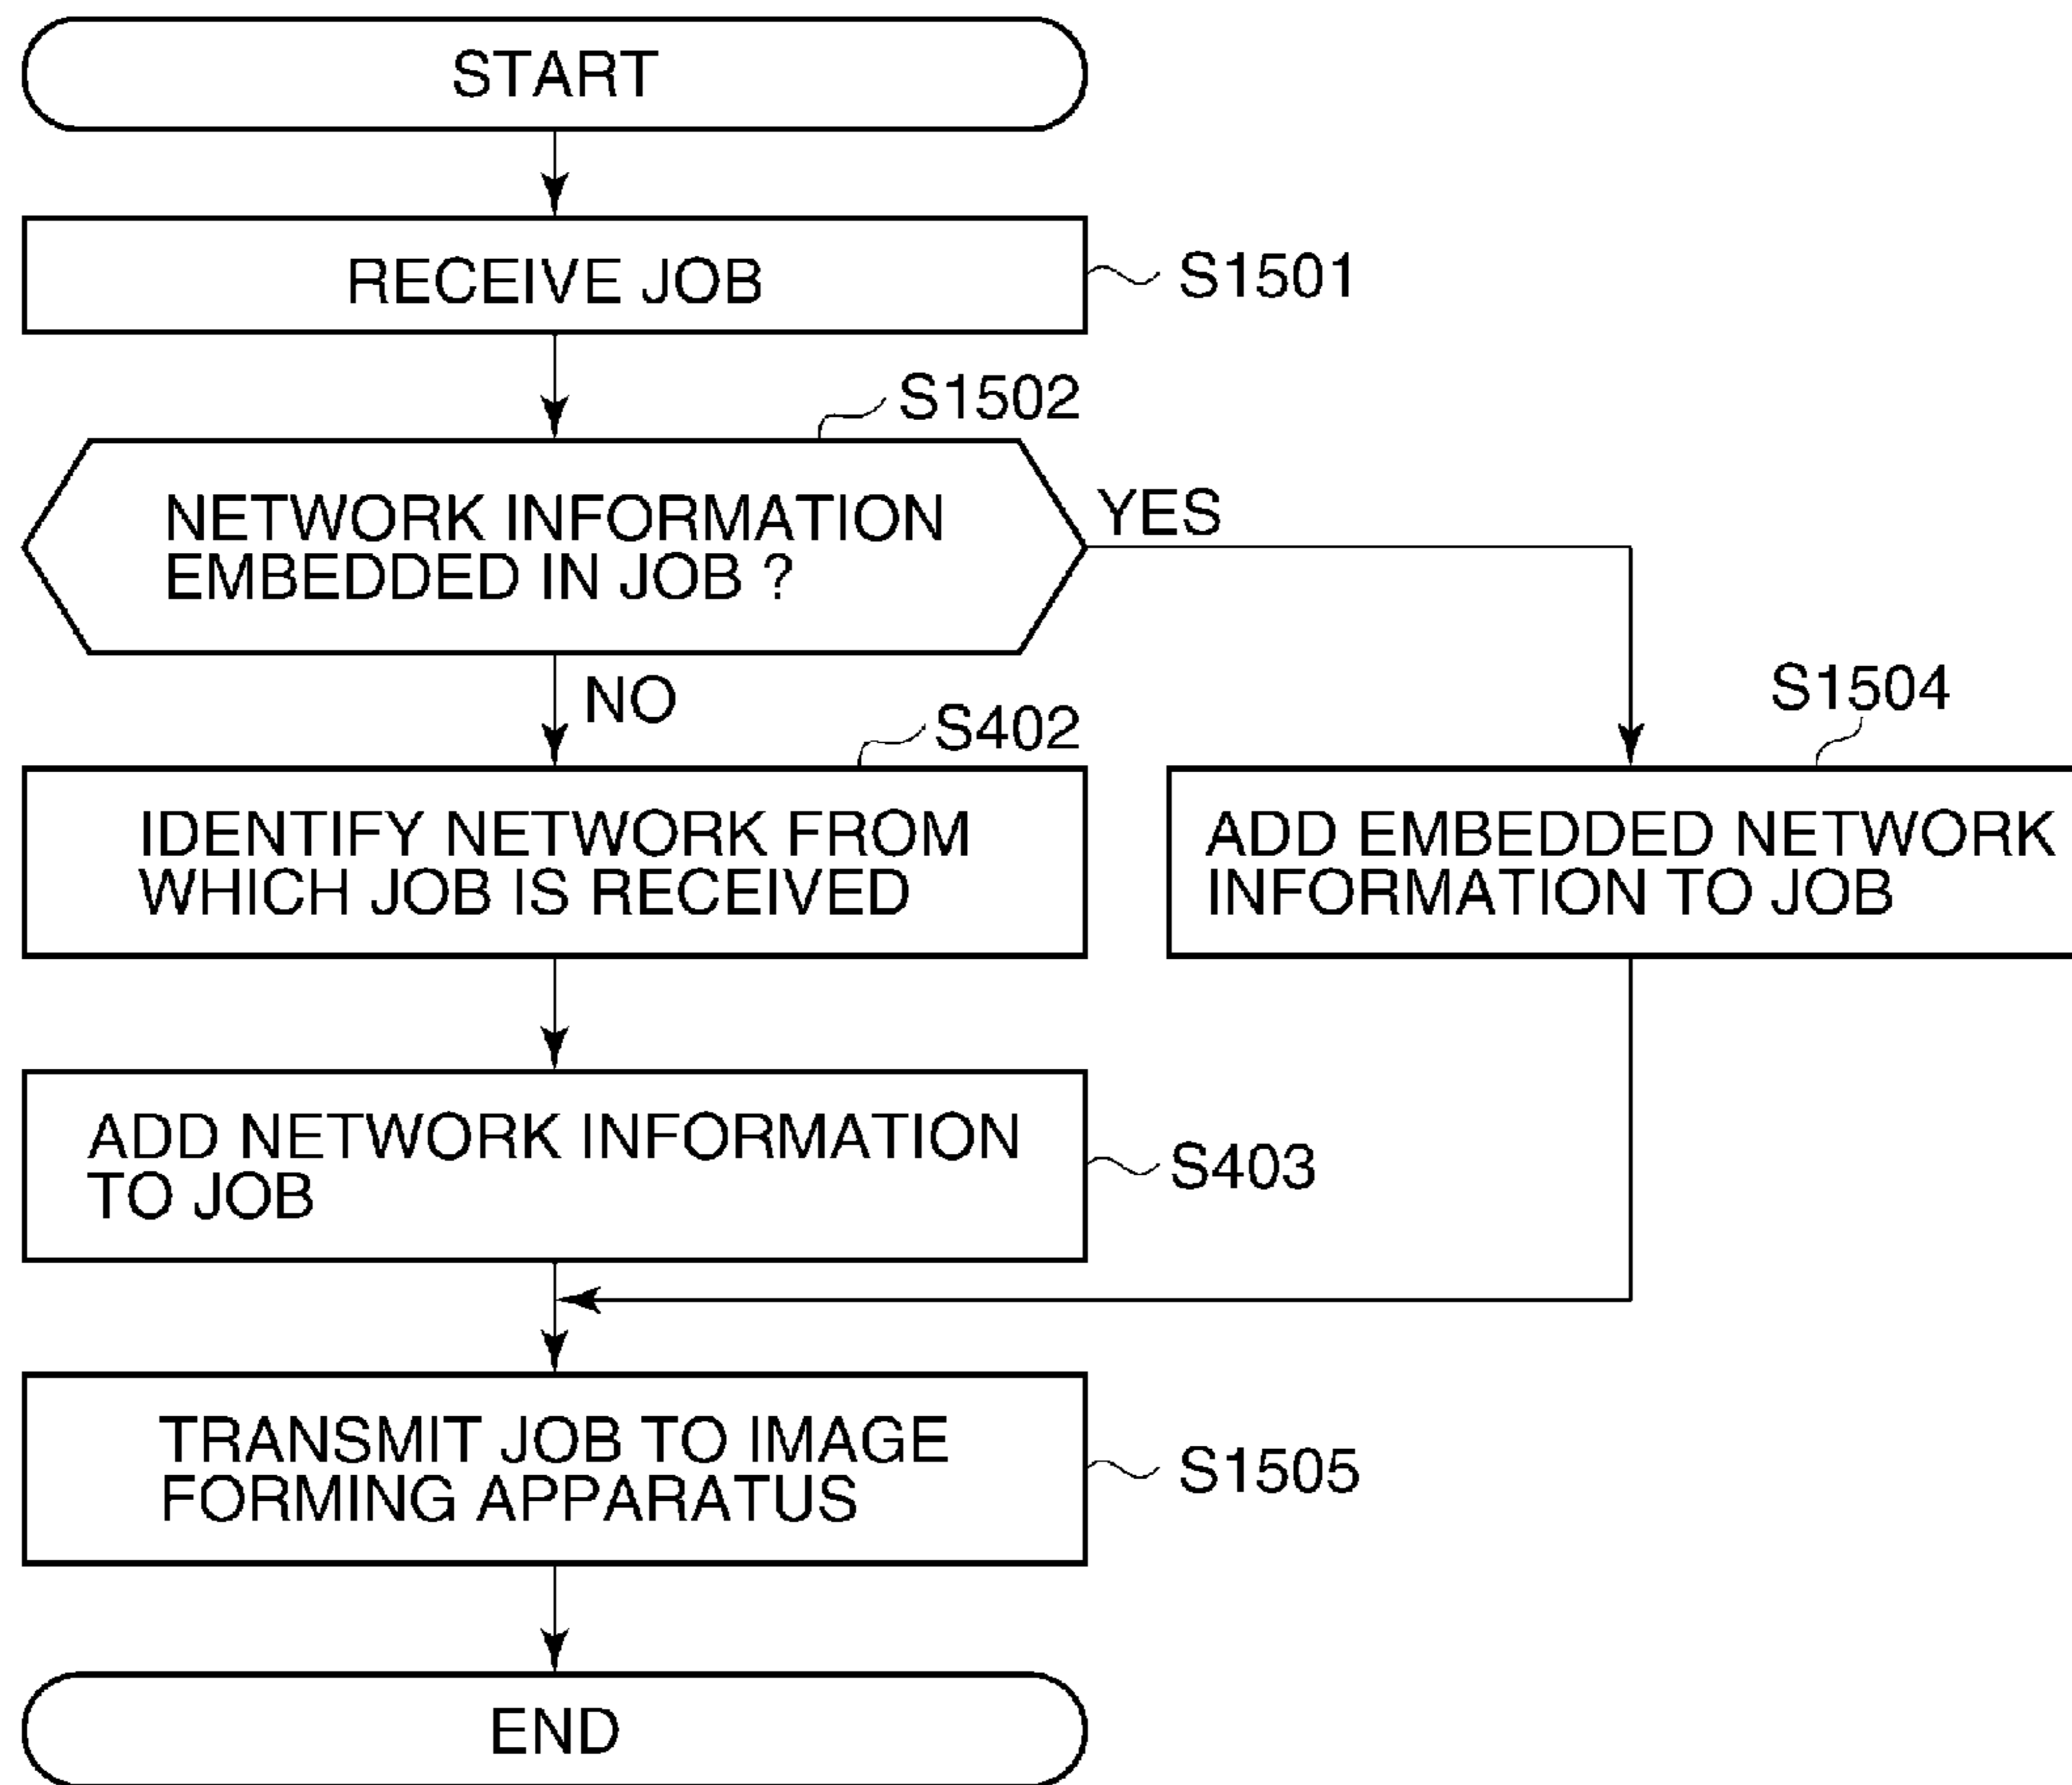 START
RECEIVE JOB
S1501
S1502
NETWORK INFORMATION
EMBEDDED IN JOB ?
YES
NO
S402
IDENTIFY NETWORK FROM
WHICH JOB IS RECEIVED
S1504
ADD EMBEDDED NETWORK
INFORMATION TO JOB
ADD NETWORK INFORMATION
TO JOB
S403
TRANSMIT JOB TO IMAGE
FORMING APPARATUS
S1505
END